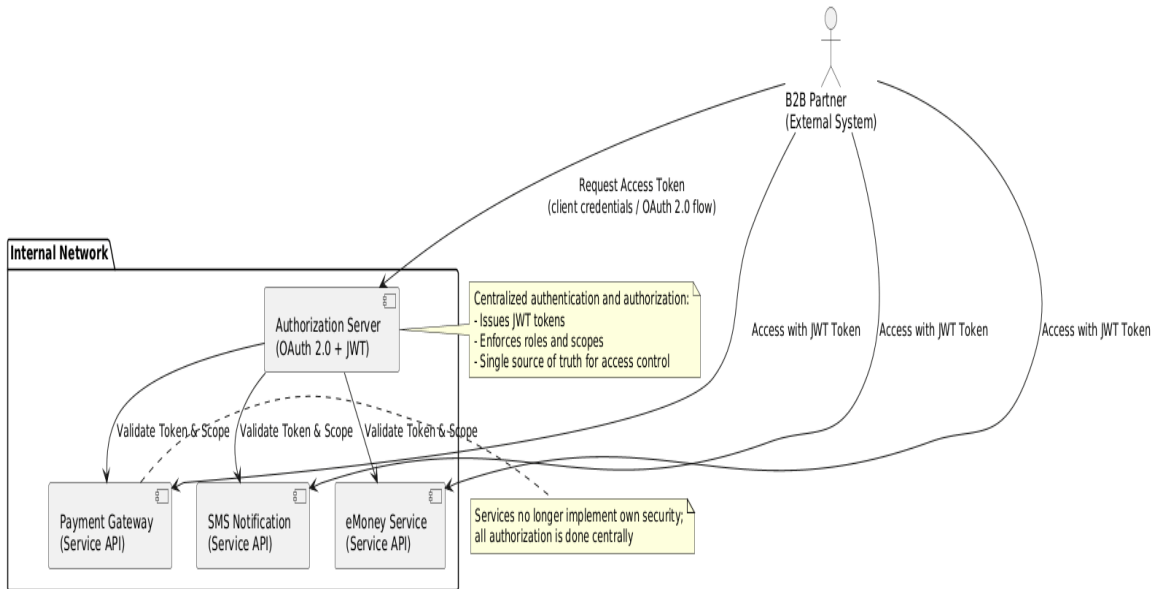 B2B Partner
(External System)
Request Access Token
(client credentials / OAuth 2.0 flow)
Internal Network
Authorization Server
(OAuth 2.0 + JWT)
Centralized authentication and authorization:
- Issues JWT tokens
- Enforces roles and scopes
- Single source of truth for access control
Access with JWT Token
Access with JWT Token
Access with JWT Token
Validate Token & Scope
Validate Token & Scope
Validate Token & Scope
Payment Gateway
(Service API)
SMS Notification
(Service API)
eMoney Service
(Service API)
Services no longer implement own security;
all authorization is done centrally